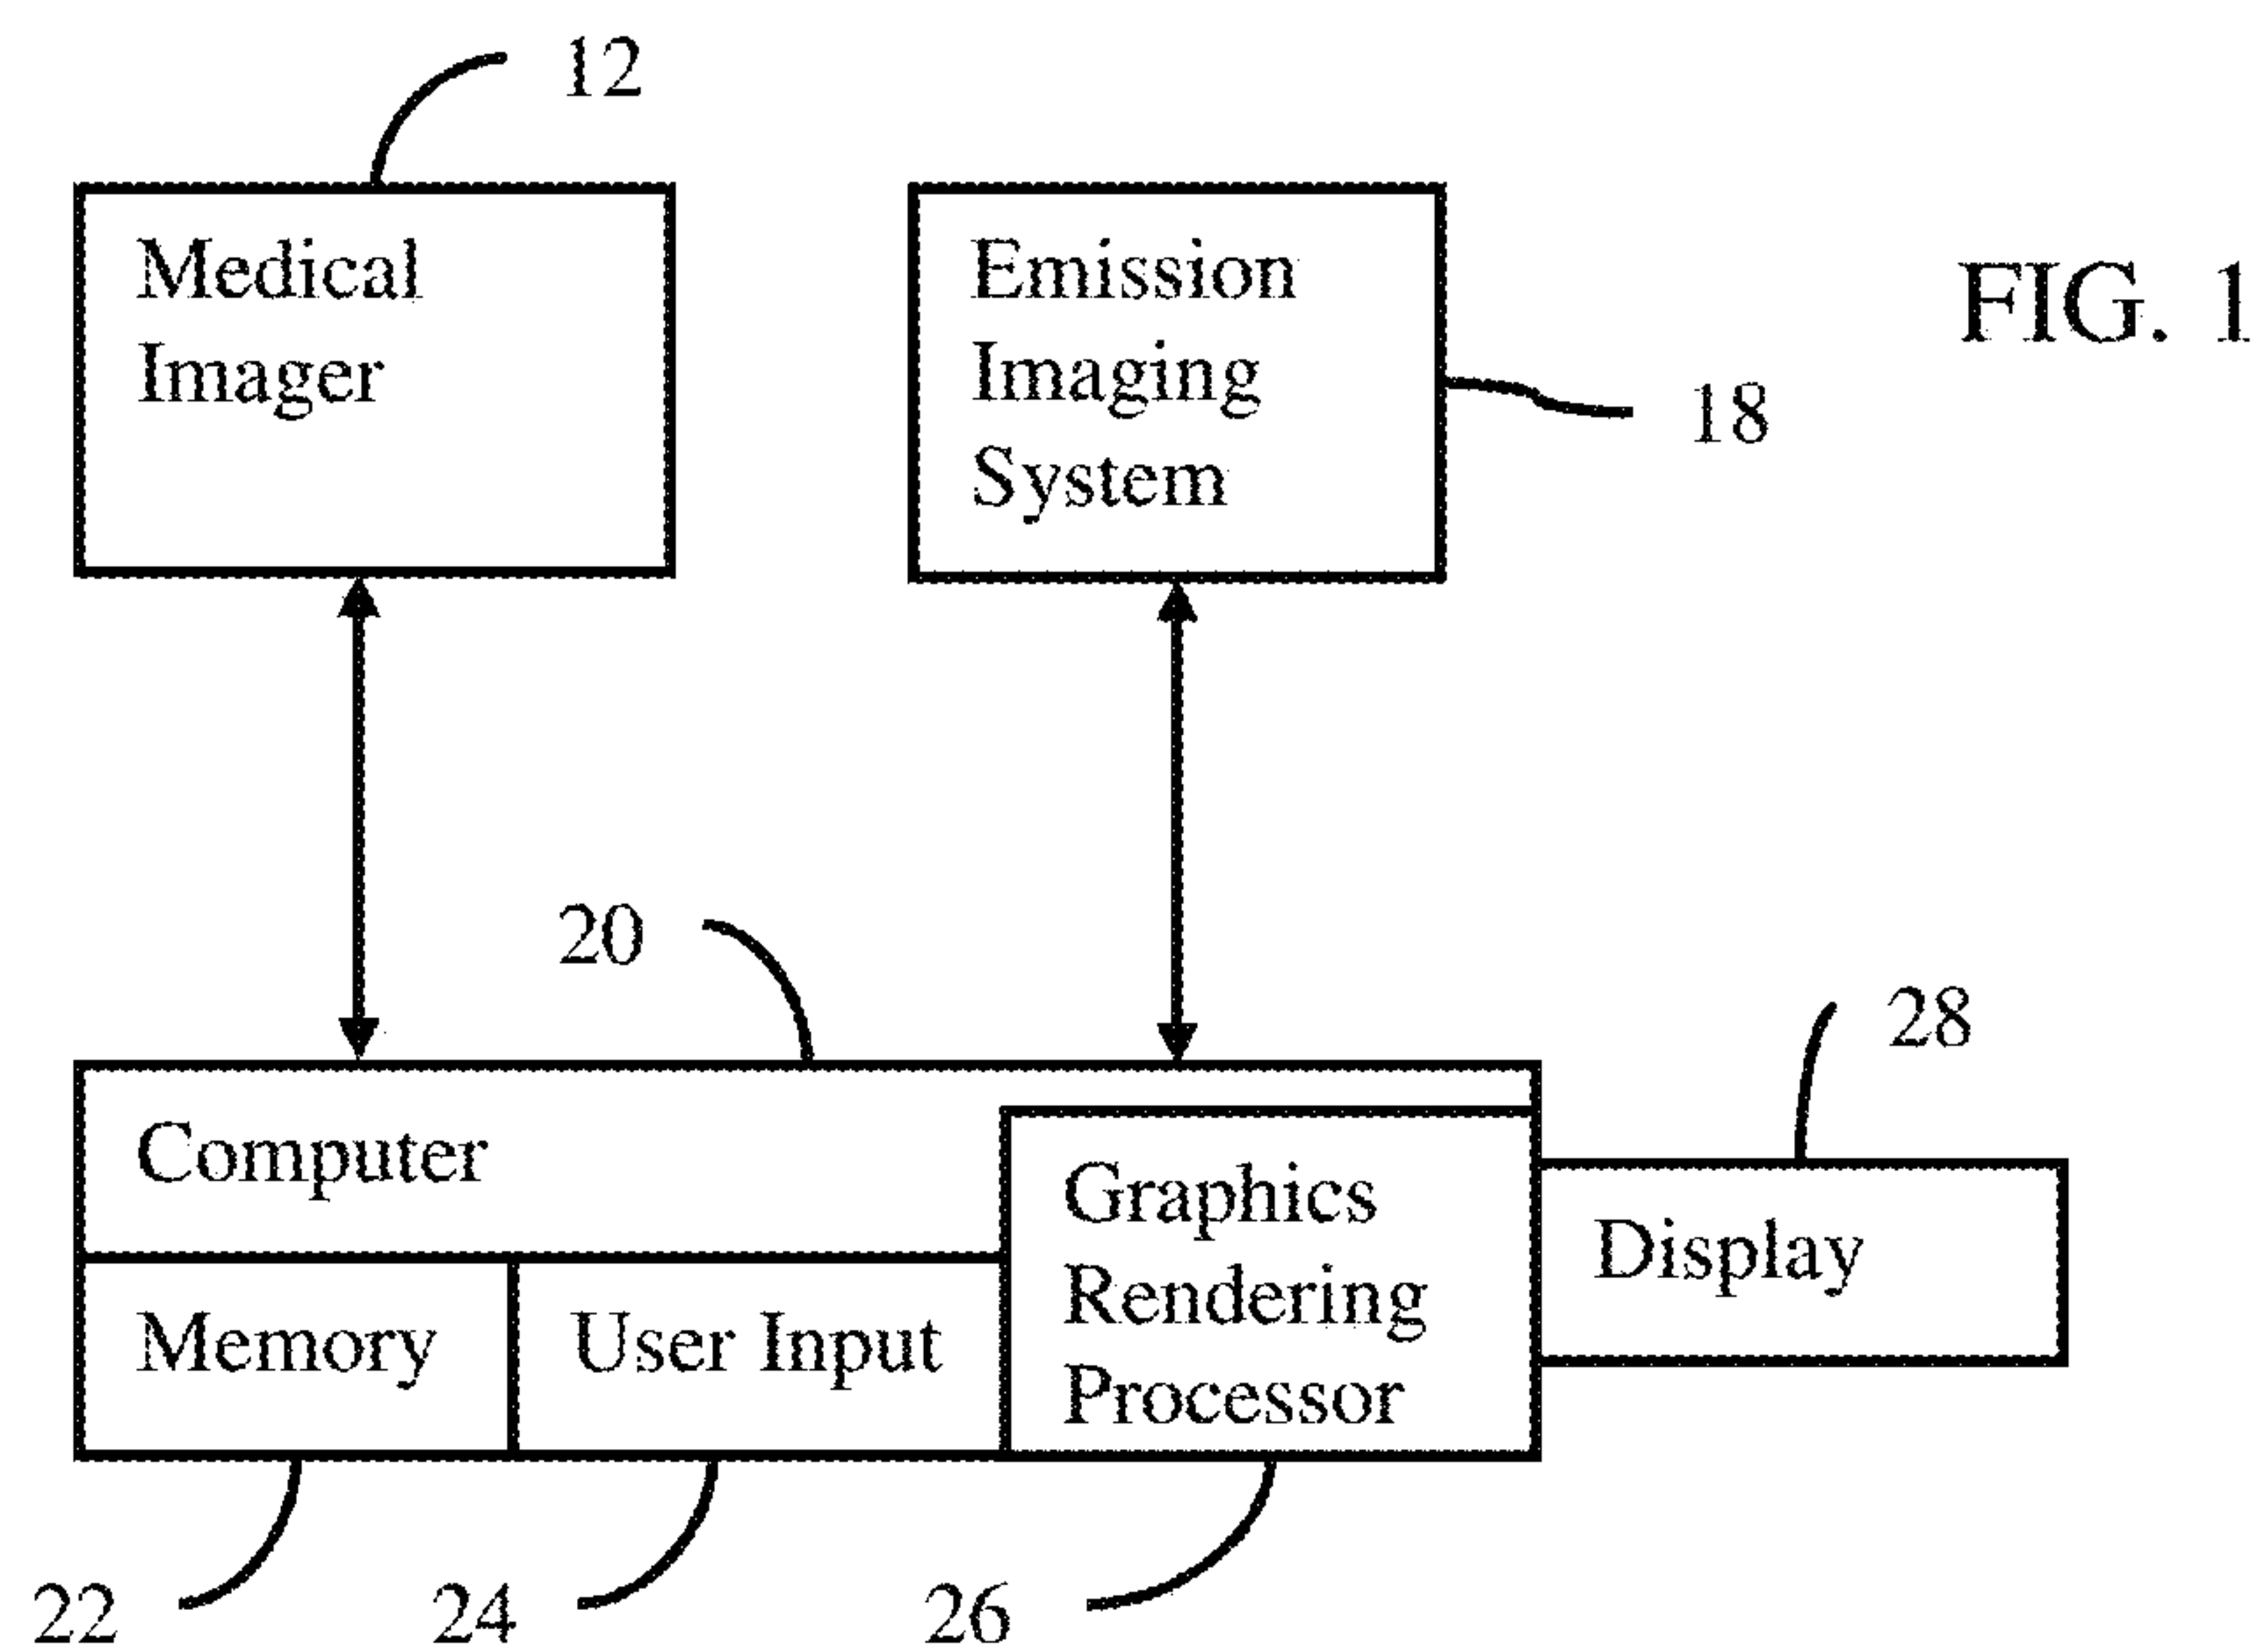 12
Medical
Imager
Emission
Imaging
System
FIG. 1
18
20
28
Computer
Graphics
Rendering
Processor
Display
Memory
User Input
22
24
26